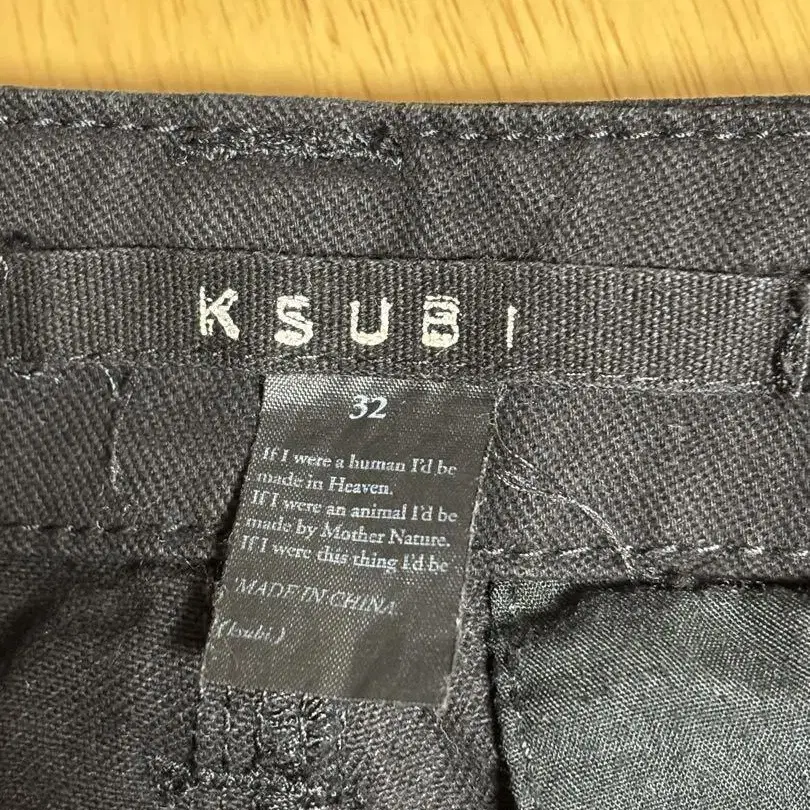 KSUBI
32
If I were a human I'd be
made in Heaven.
If I were an animal I'd be
made by Mother Nature.
If I were this thing I'd be
MADE IN CHINA.
(ksubi)